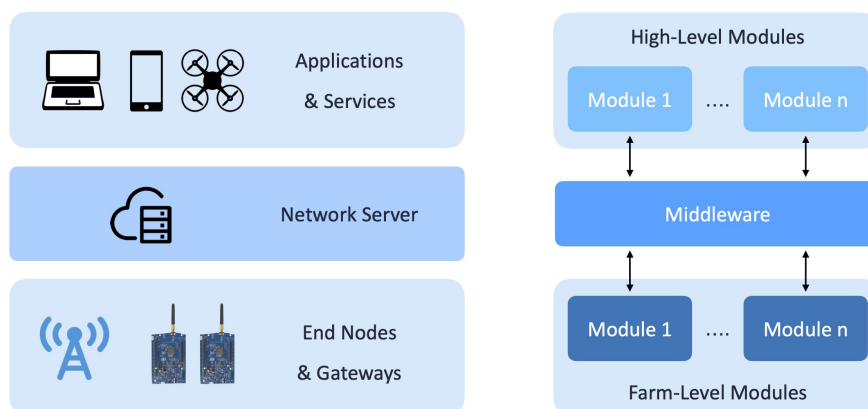 Applications
& Services
Network Server
End Nodes
& Gateways
High-Level Modules
Module 1 .... Module n
Middleware
Module 1 .... Module n
Farm-Level Modules